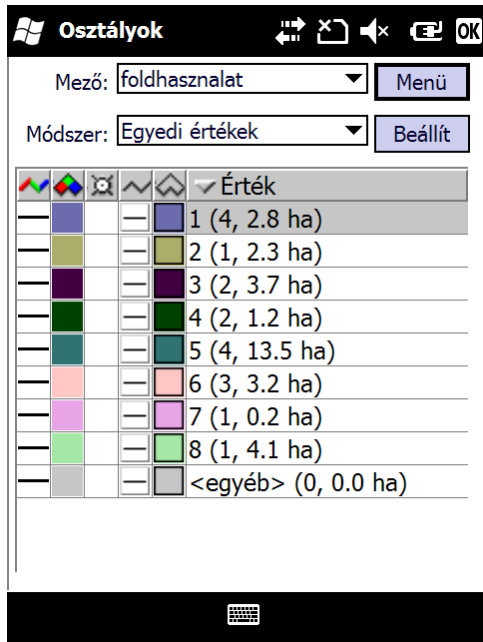 Osztályok
OK
Mező: foldhasznalat Menü
Módszer: Egyedi értékek Beállít
Érték
1 (4, 2.8 ha)
2 (1, 2.3 ha)
3 (2, 3.7 ha)
4 (2, 1.2 ha)
5 (4, 13.5 ha)
6 (3, 3.2 ha)
7 (1, 0.2 ha)
8 (1, 4.1 ha)
<egyéb> (0, 0.0 ha)